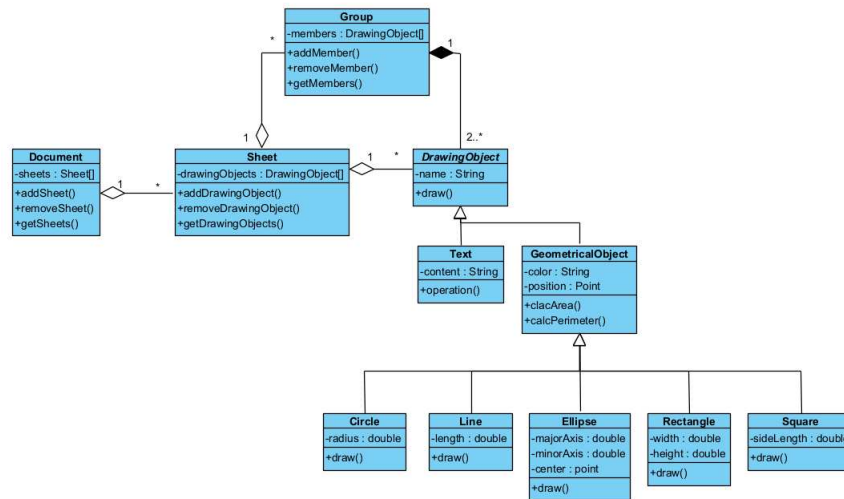 Group
-members : DrawingObject[]
+addMember()
+removeMember()
+getMembers()
*
1
1
2..*
Document
-sheets : Sheet[]
+addSheet()
+removeSheet()
+getSheets()
1
*
Sheet
-drawingObjects : DrawingObject[]
+addDrawingObject()
+removeDrawingObject()
+getDrawingObjects()
1
*
DrawingObject
-name : String
+draw()
Text
-content : String
+operation()
GeometricalObject
-color : String
-position : Point
+clacArea()
+calcPerimeter()
Circle
-radius : double
+draw()
Line
-length : double
+draw()
Ellipse
-majorAxis : double
-minorAxis : double
-center : point
+draw()
Rectangle
-width : double
-height : double
+draw()
Square
-sideLength : double
+draw()